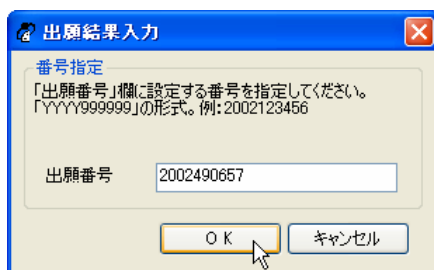 出願結果入力
番号指定
「出願番号」欄に設定する番号を指定してください。
「YYYY999999」の形式。例：2002123456
出願番号 2002490657
OK キャンセル